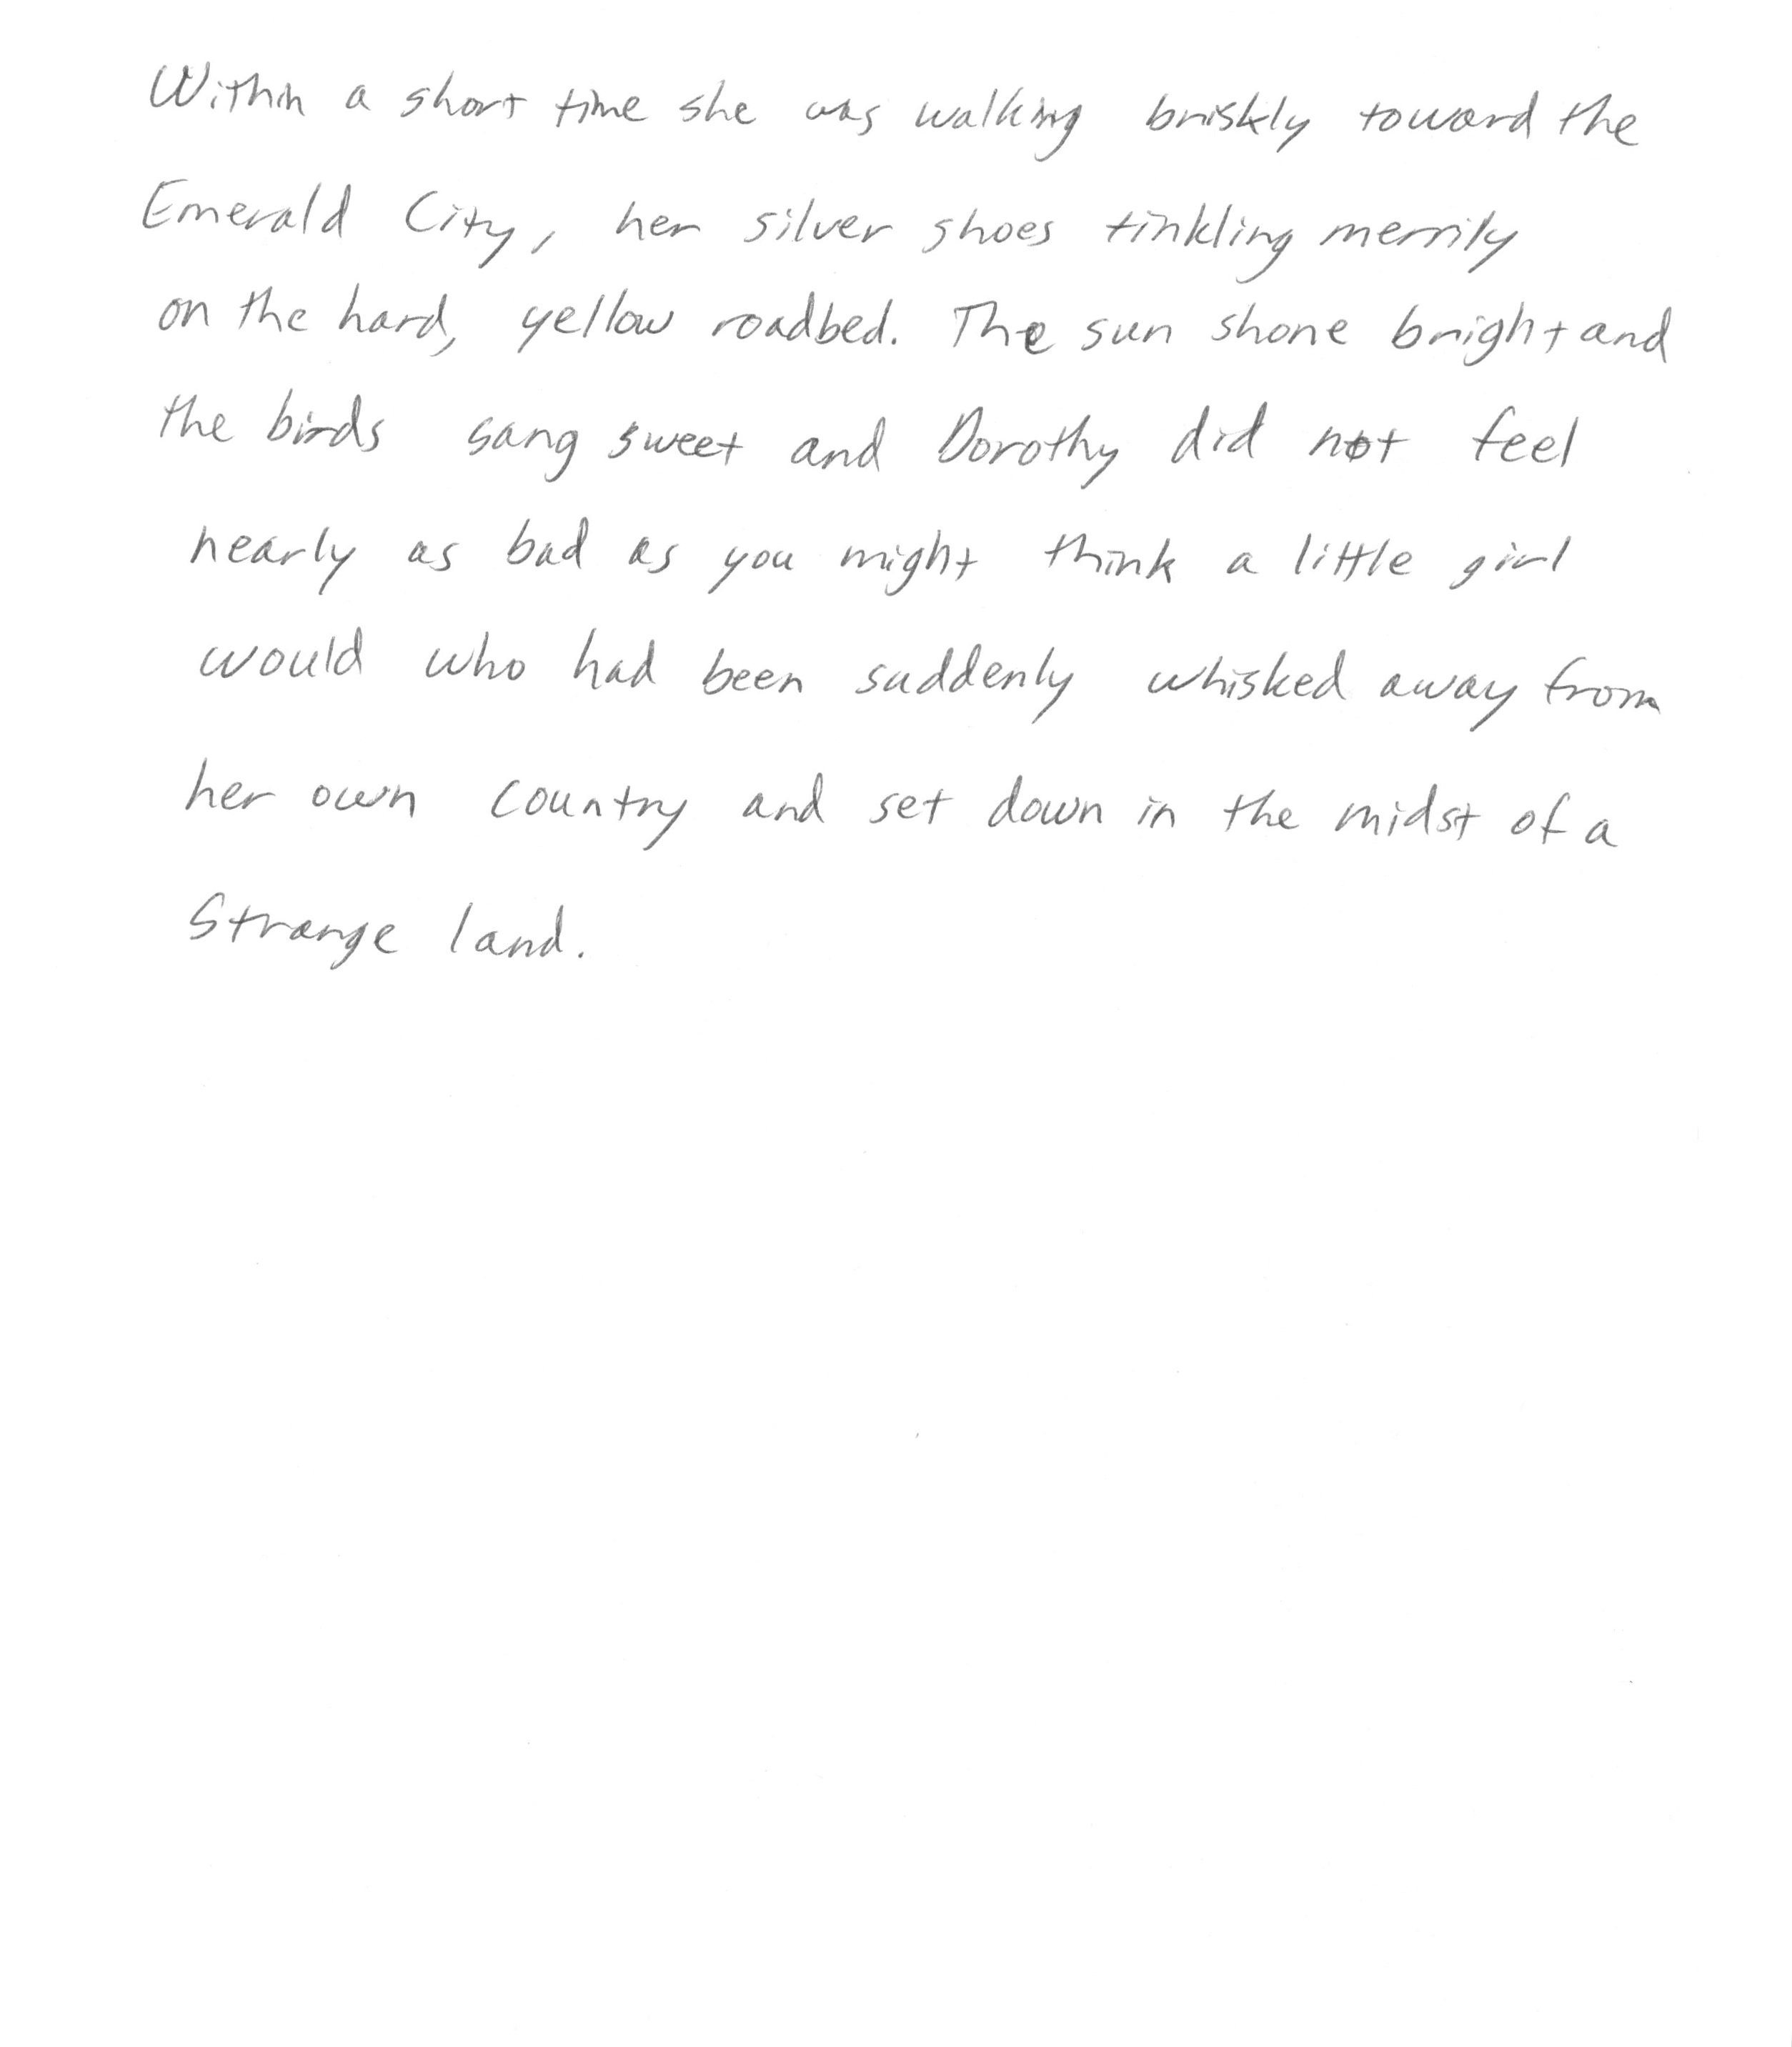 Within a short time she was walking briskly toward the
Emerald City, her silver shoes tinkling merrily
on the hard, yellow roadbed. The sun shone bright and
the birds sang sweet and Dorothy did not feel
nearly as bad as you might think a little girl
would who had been suddenly whisked away from
her own country and set down in the midst of a
Strange land.